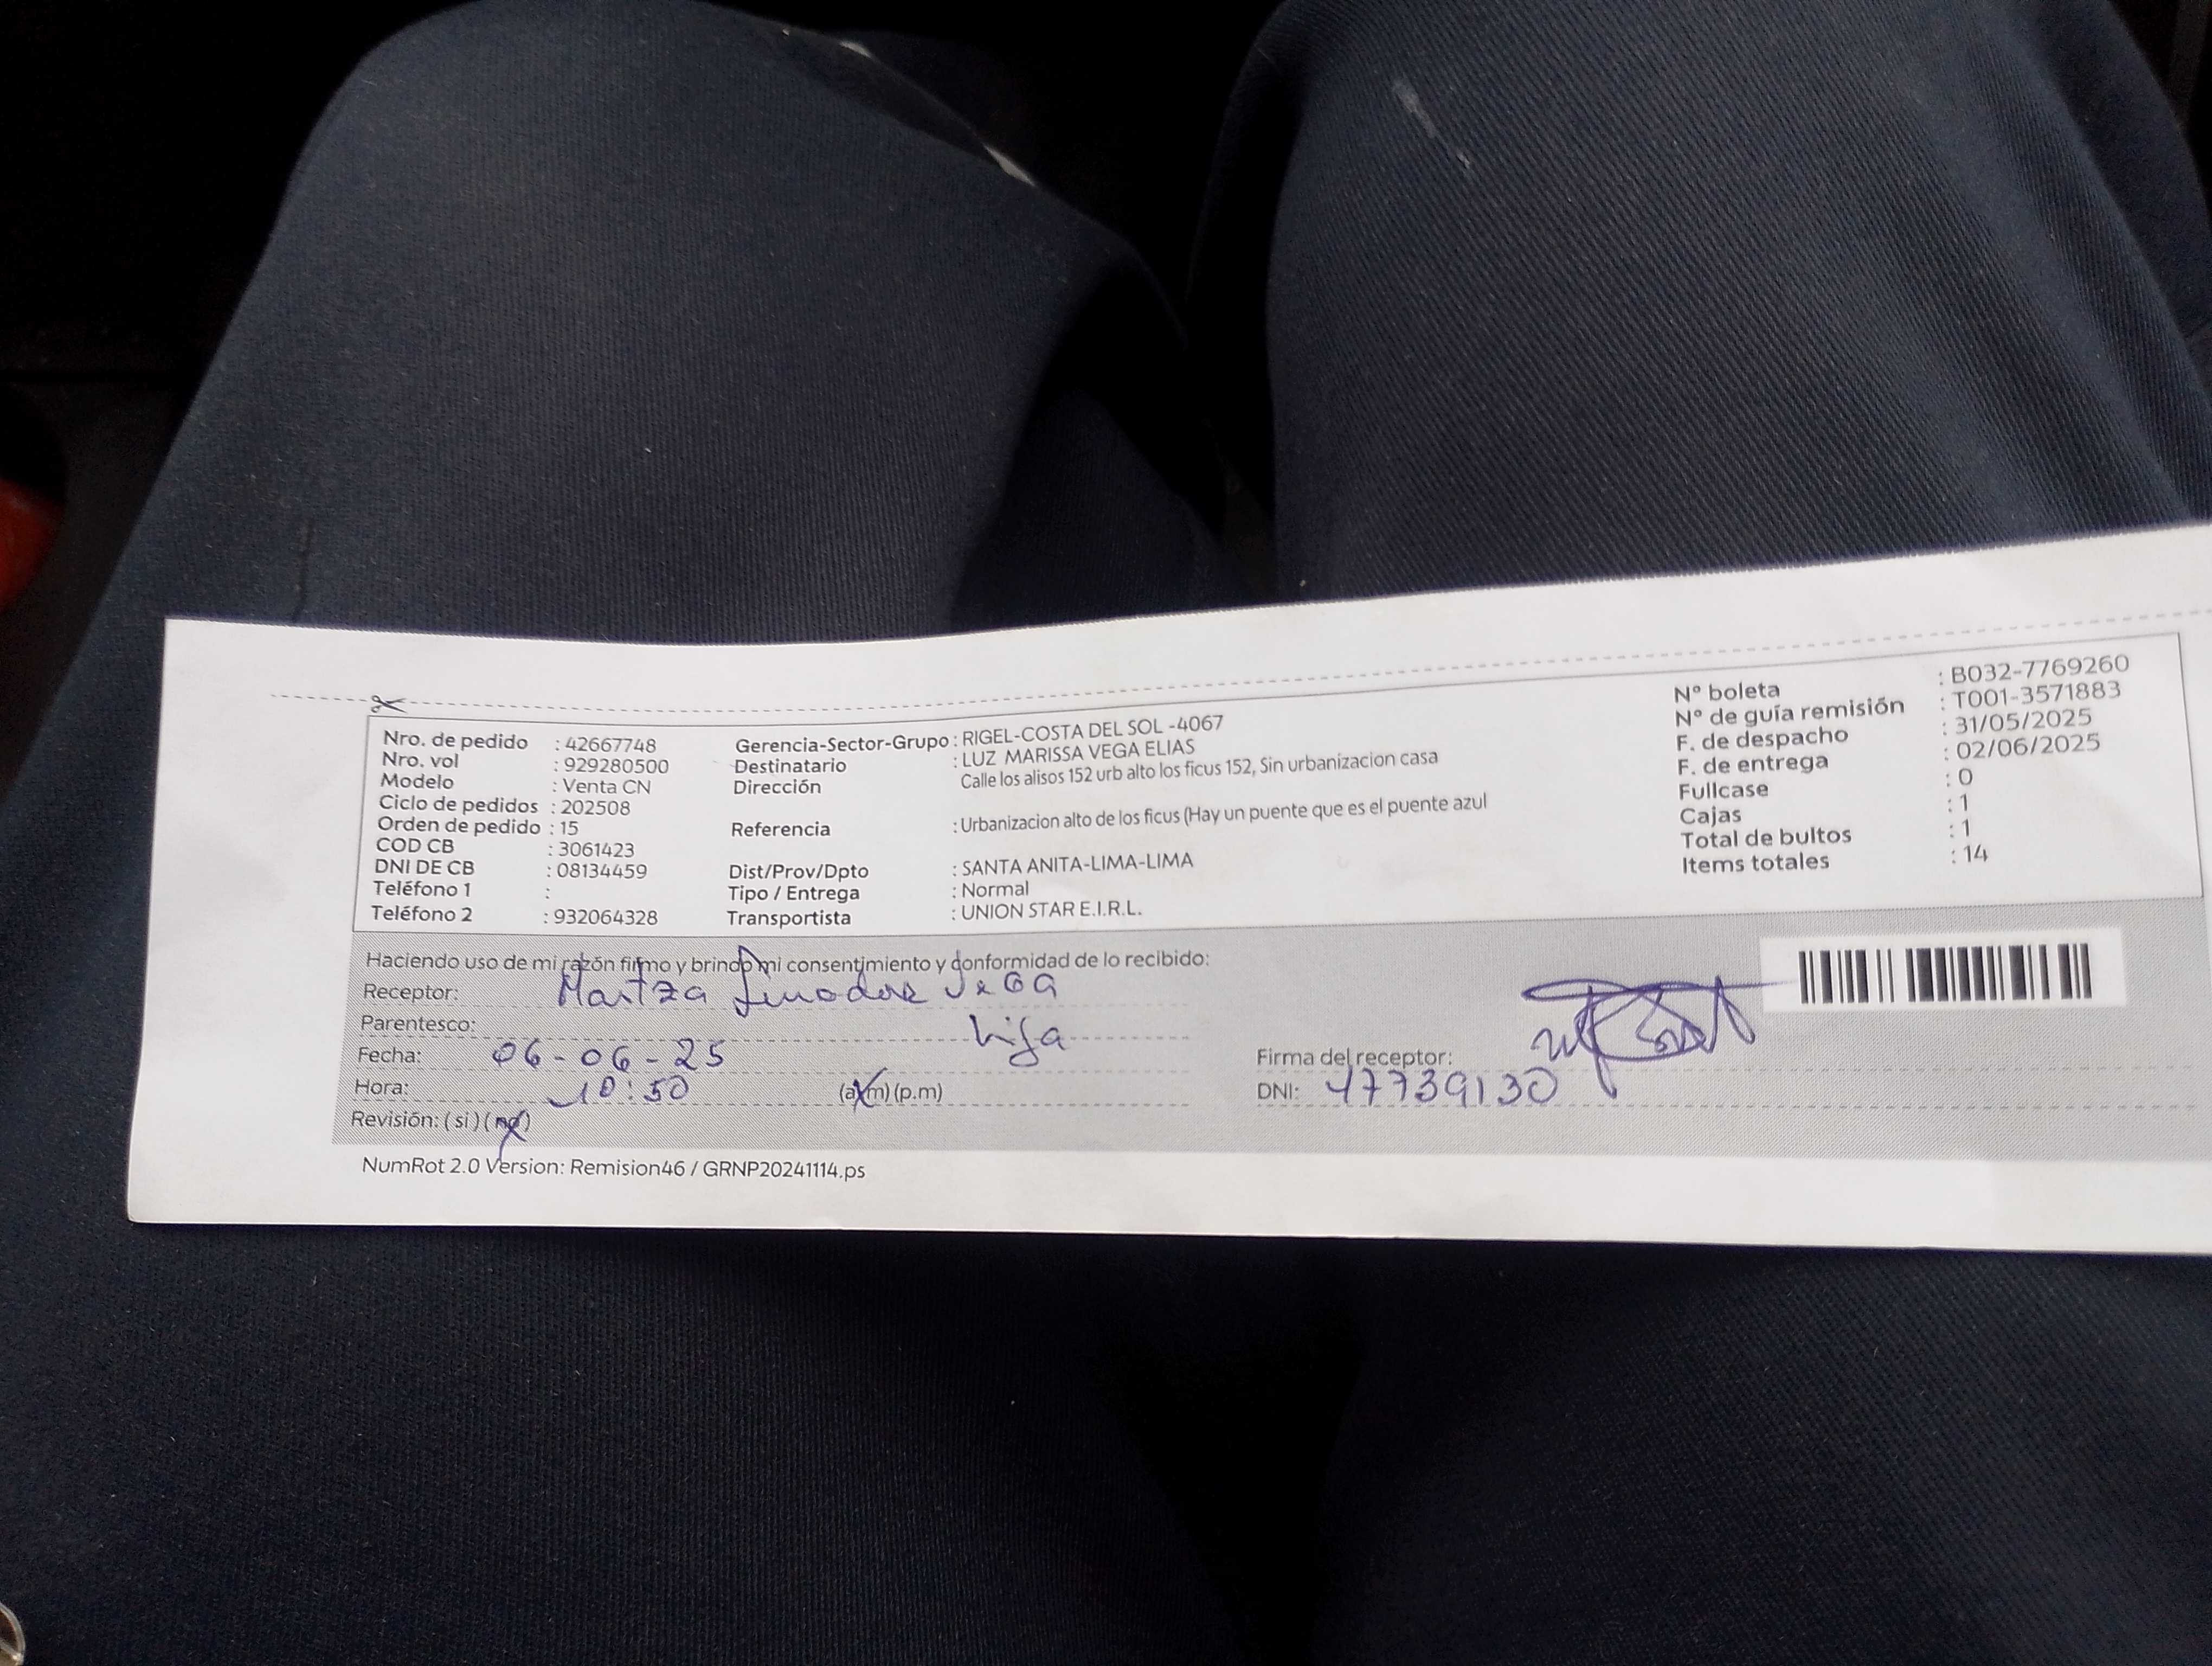 Nro. de pedido : 42667748
Nro. vol : 929280500
Modelo : Venta CN
Ciclo de pedidos : 202508
Orden de pedido : 15
COD CB : 3061423
DNI DE CB : 08134459
Teléfono 1 :
Teléfono 2 : 932064328
Gerencia-Sector-Grupo : RIGEL-COSTA DEL SOL -4067
Destinatario : LUZ MARISSA VEGA ELIAS
Dirección Calle los alisos 152 urb alto los ficus 152, Sin urbanizacion casa
Referencia : Urbanizacion alto de los ficus (Hay un puente que es el puente azul
Dist/Prov/Dpto : SANTA ANITA-LIMA-LIMA
Tipo / Entrega : Normal
Transportista : UNION STAR E.I.R.L.
N° boleta : B032-7769260
N° de guía remisión : T001-3571883
F. de despacho : 31/05/2025
F. de entrega : 02/06/2025
Fullcase : 0
Cajas : 1
Total de bultos : 1
Items totales : 14
Haciendo uso de mi razón firmo y brindo mi consentimiento y conformidad de lo recibido:
Receptor: VeGa
Parentesco: hija
Fecha: 06-06-25
Hora: 10:50 (a.m) (p.m)
Revisión: ( si ) ( no )
Firma del receptor:
DNI: 47739130
NumRot 2.0 Version: Remision46 / GRNP20241114.ps